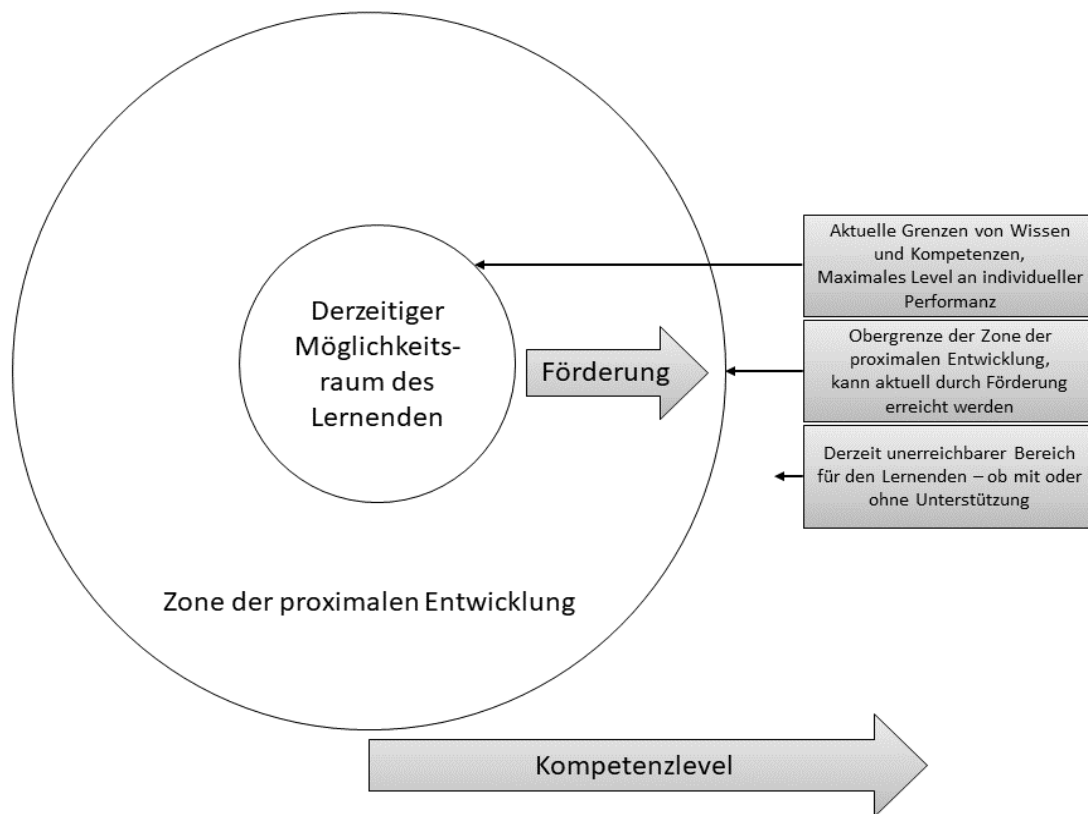 Derzeitiger
Möglichkeits-
raum des
Lernenden
Förderung
Zone der proximalen Entwicklung
Aktuelle Grenzen von Wissen
und Kompetenzen,
Maximales Level an individueller
Performanz
Obergrenze der Zone der
proximalen Entwicklung,
kann aktuell durch Förderung
erreicht werden
Derzeit unerreichbarer Bereich
für den Lernenden – ob mit oder
ohne Unterstützung
Kompetenzlevel